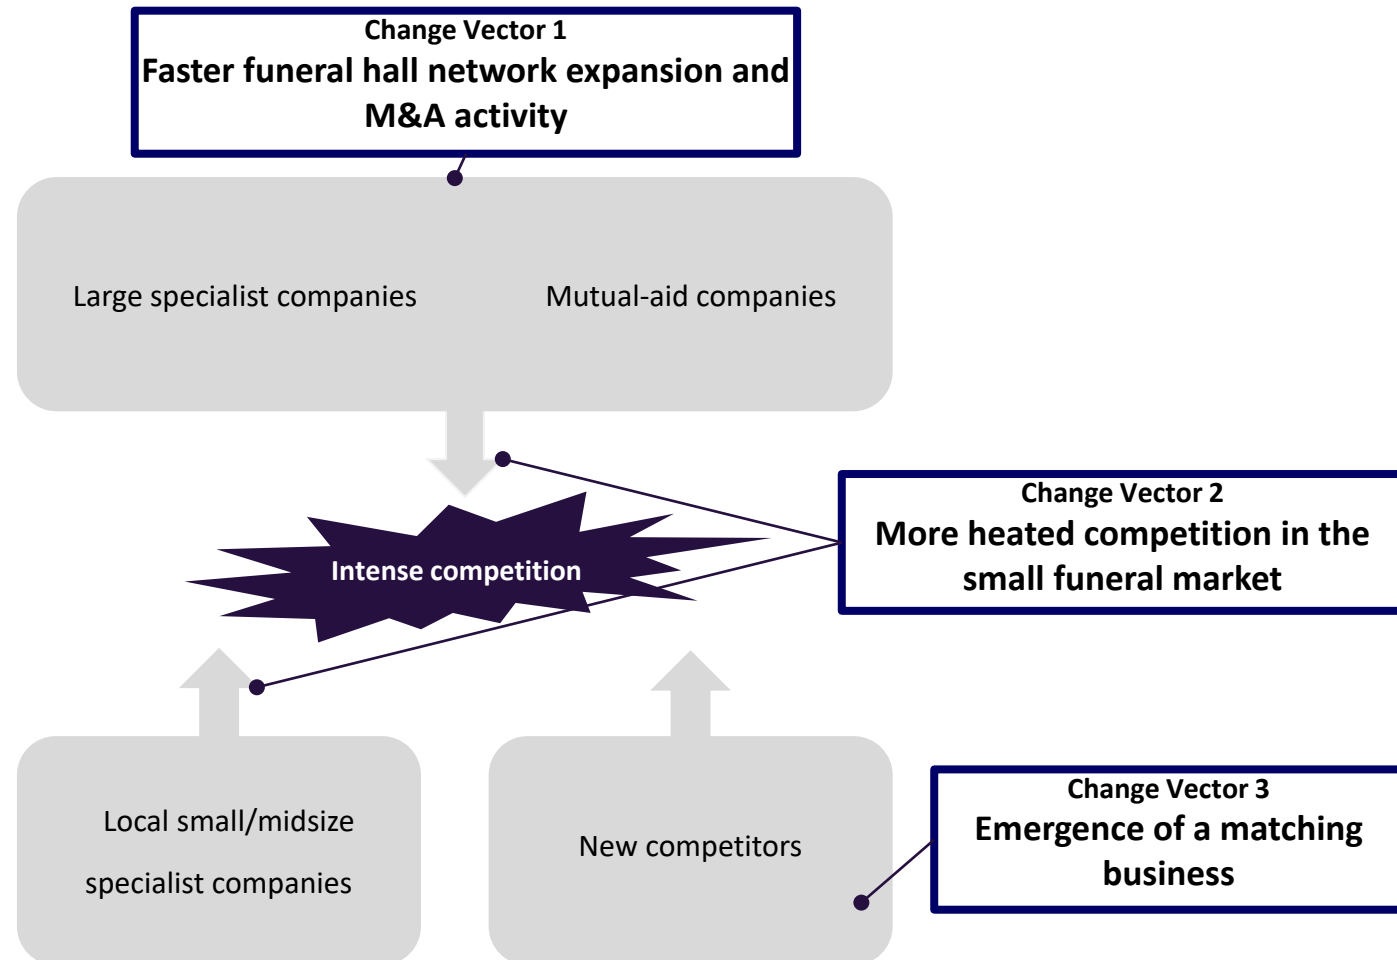 Change Vector 1
Faster funeral hall network expansion and
M&A activity
Large specialist companies
Mutual-aid companies
Change Vector 2
More heated competition in the
small funeral market
Intense competition
Local small/midsize
specialist companies
New competitors
Change Vector 3
Emergence of a matching
business